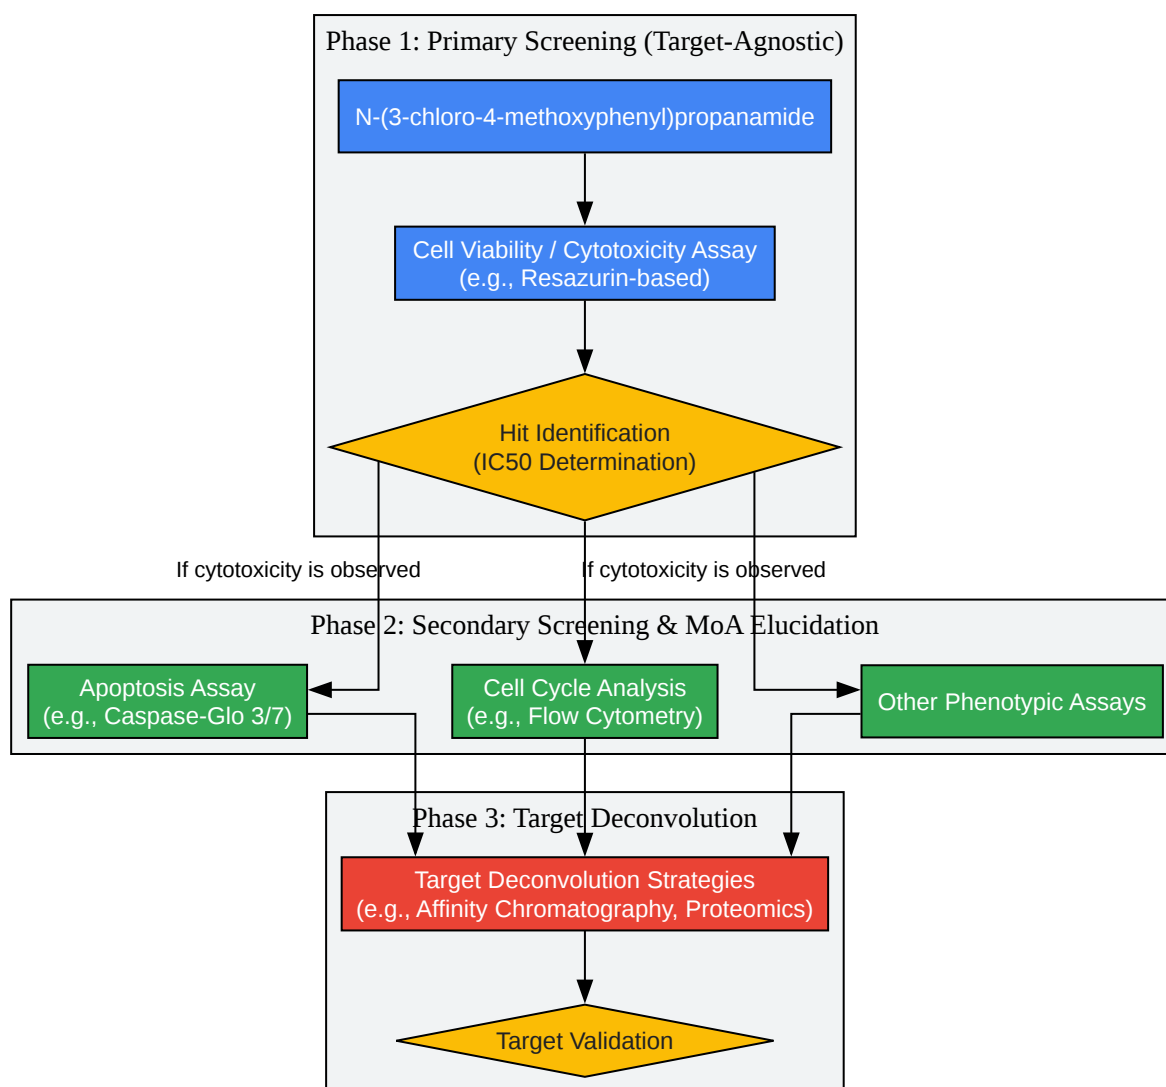 Phase 1: Primary Screening (Target-Agnostic)
N-(3-chloro-4-methoxyphenyl)propanamide
Cell Viability / Cytotoxicity Assay
(e.g., Resazurin-based)
Hit Identification
(IC50 Determination)
If cytotoxicity is observed
If cytotoxicity is observed
Phase 2: Secondary Screening & MoA Elucidation
Apoptosis Assay
(e.g., Caspase-Glo 3/7)
Cell Cycle Analysis
(e.g., Flow Cytometry)
Other Phenotypic Assays
Phase 3: Target Deconvolution
Target Deconvolution Strategies
(e.g., Affinity Chromatography, Proteomics)
Target Validation